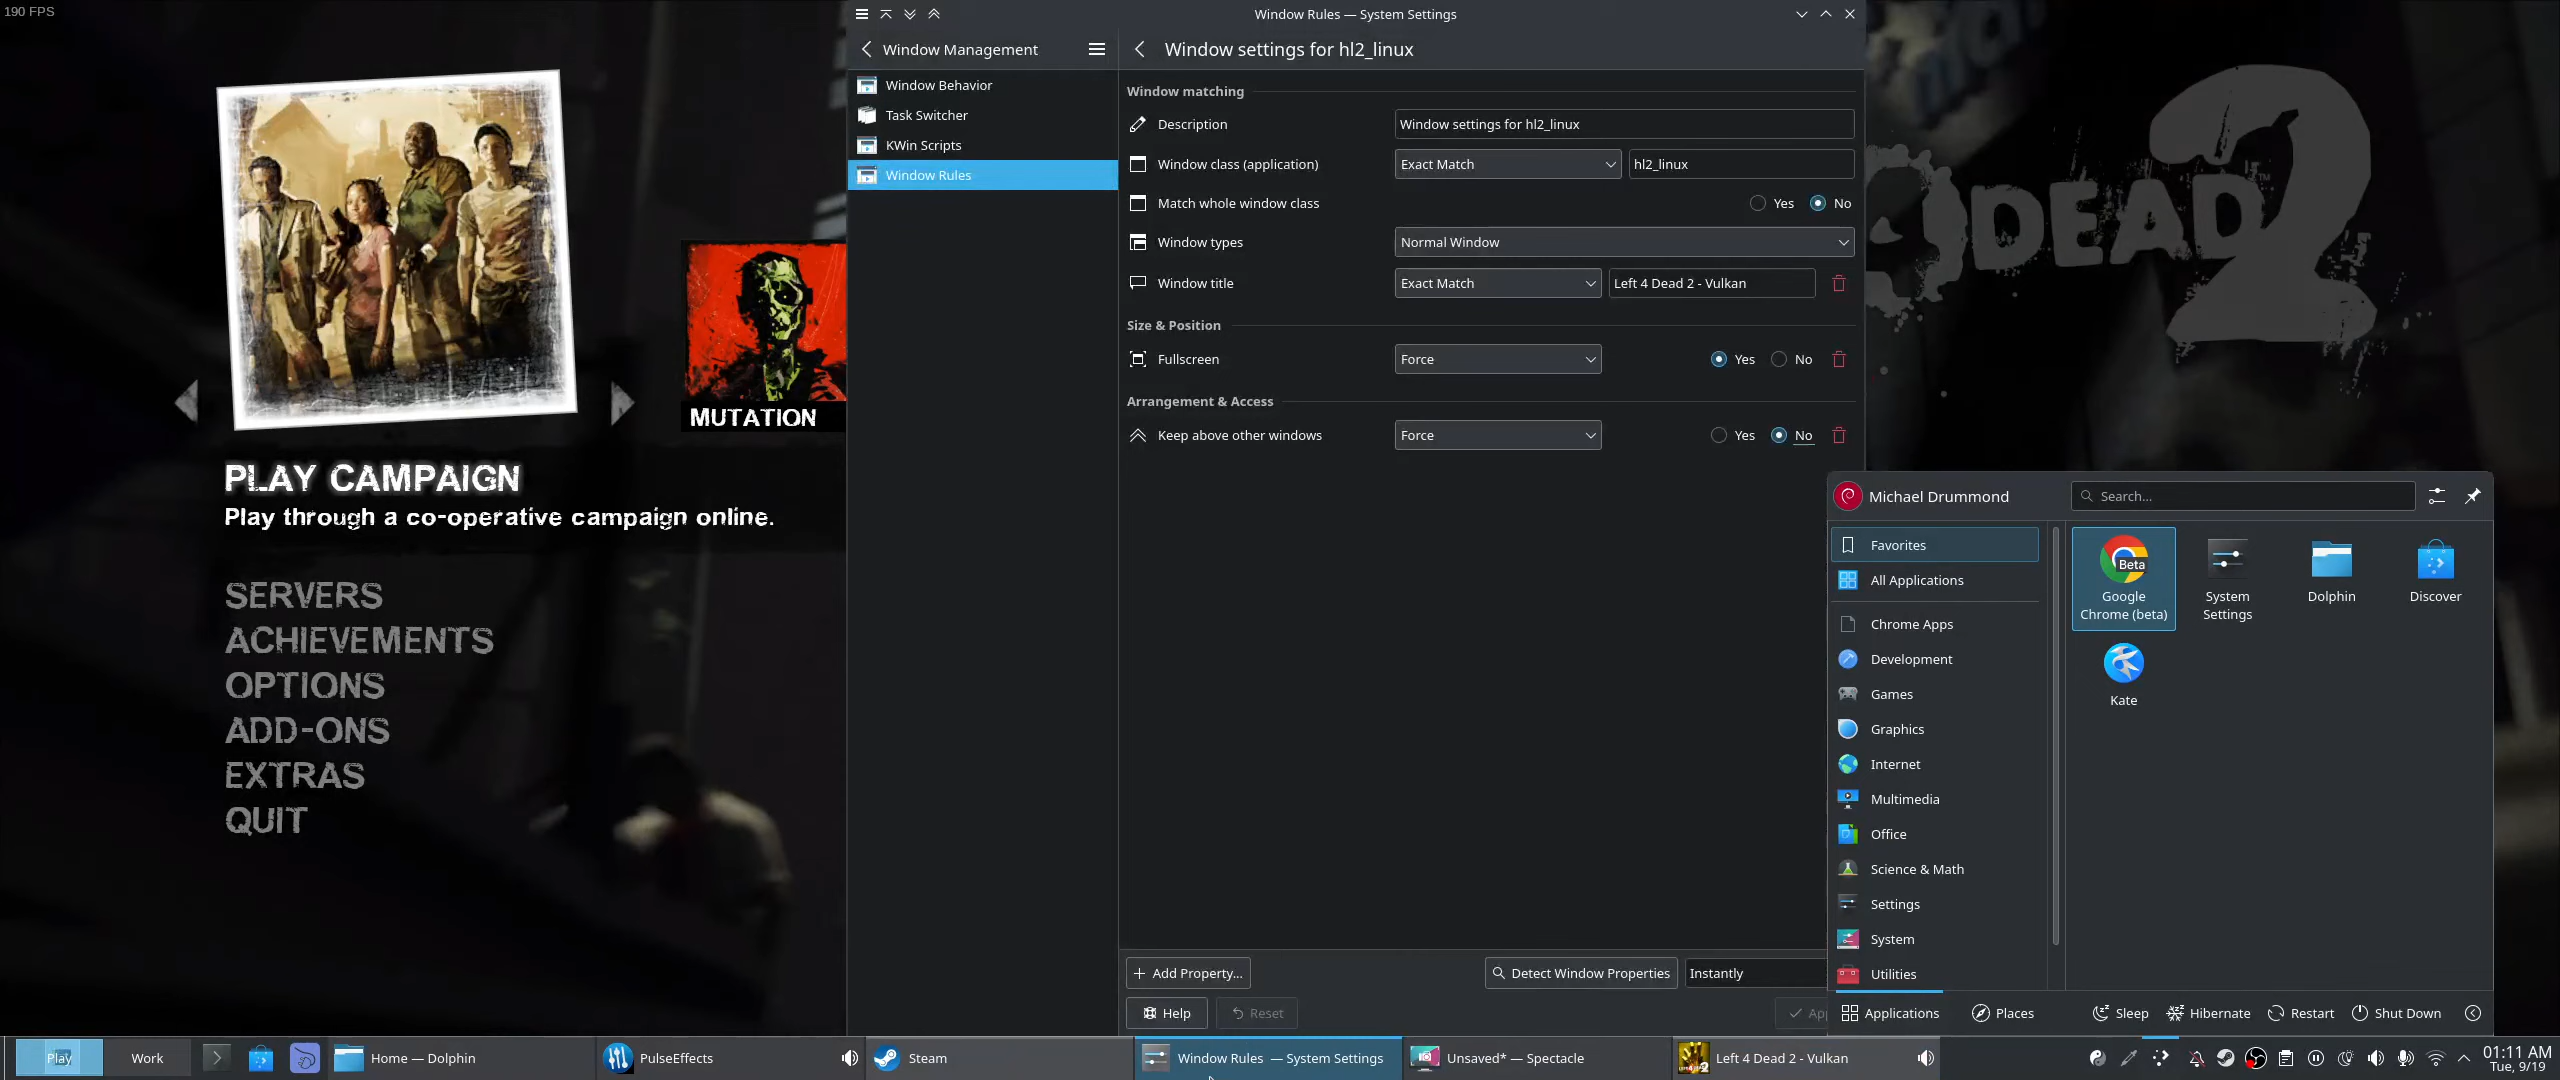 190 FPS
MUTATION
PLAY CAMPAIGN
Play through a co-operative campaign online.
SERVERS
ACHIEVEMENTS
OPTIONS
ADD-ONS
EXTRAS
QUIT
Window Rules — System Settings
Window Management
Window Behavior
Task Switcher
KWin Scripts
Window Rules
Window settings for hl2_linux
Window matching
Description
Window settings for hl2_linux
Window class (application)
Exact Match
hl2_linux
Match whole window class
Yes
No
Window types
Normal Window
Window title
Exact Match
Left 4 Dead 2 - Vulkan
Size & Position
Fullscreen
Force
Yes
No
Arrangement & Access
Keep above other windows
Force
Yes
No
Add Property...
Detect Window Properties
Instantly
Help
Reset
DEAD 2
TM
Michael Drummond
Search...
Favorites
All Applications
Chrome Apps
Development
Games
Graphics
Internet
Multimedia
Office
Science & Math
Settings
System
Utilities
Beta
Google
Chrome (beta)
System
Settings
Dolphin
Discover
Kate
Applications
Places
Sleep
Hibernate
Restart
Shut Down
Play
Work
Home — Dolphin
PulseEffects
Steam
Window Rules — System Settings
Unsaved* — Spectacle
Left 4 Dead 2 - Vulkan
01:11 AM
Tue, 9/19